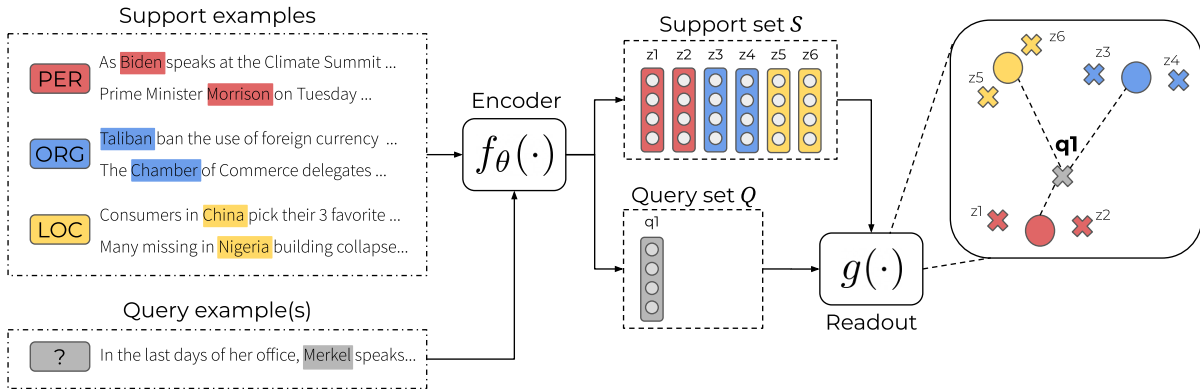 Support examples
PER
As Biden speaks at the Climate Summit ...
Prime Minister Morrison on Tuesday ...
ORG
Taliban ban the use of foreign currency ...
The Chamber of Commerce delegates ...
LOC
Consumers in China pick their 3 favorite ...
Many missing in Nigeria building collapse...
Query example(s)
?
In the last days of her office, Merkel speaks...
Encoder
f_θ(·)
Support set S
z1 z2 z3 z4 z5 z6
Query set Q
q1
g(·)
Readout
z6
z5
z3
z4
q1
z1
z2